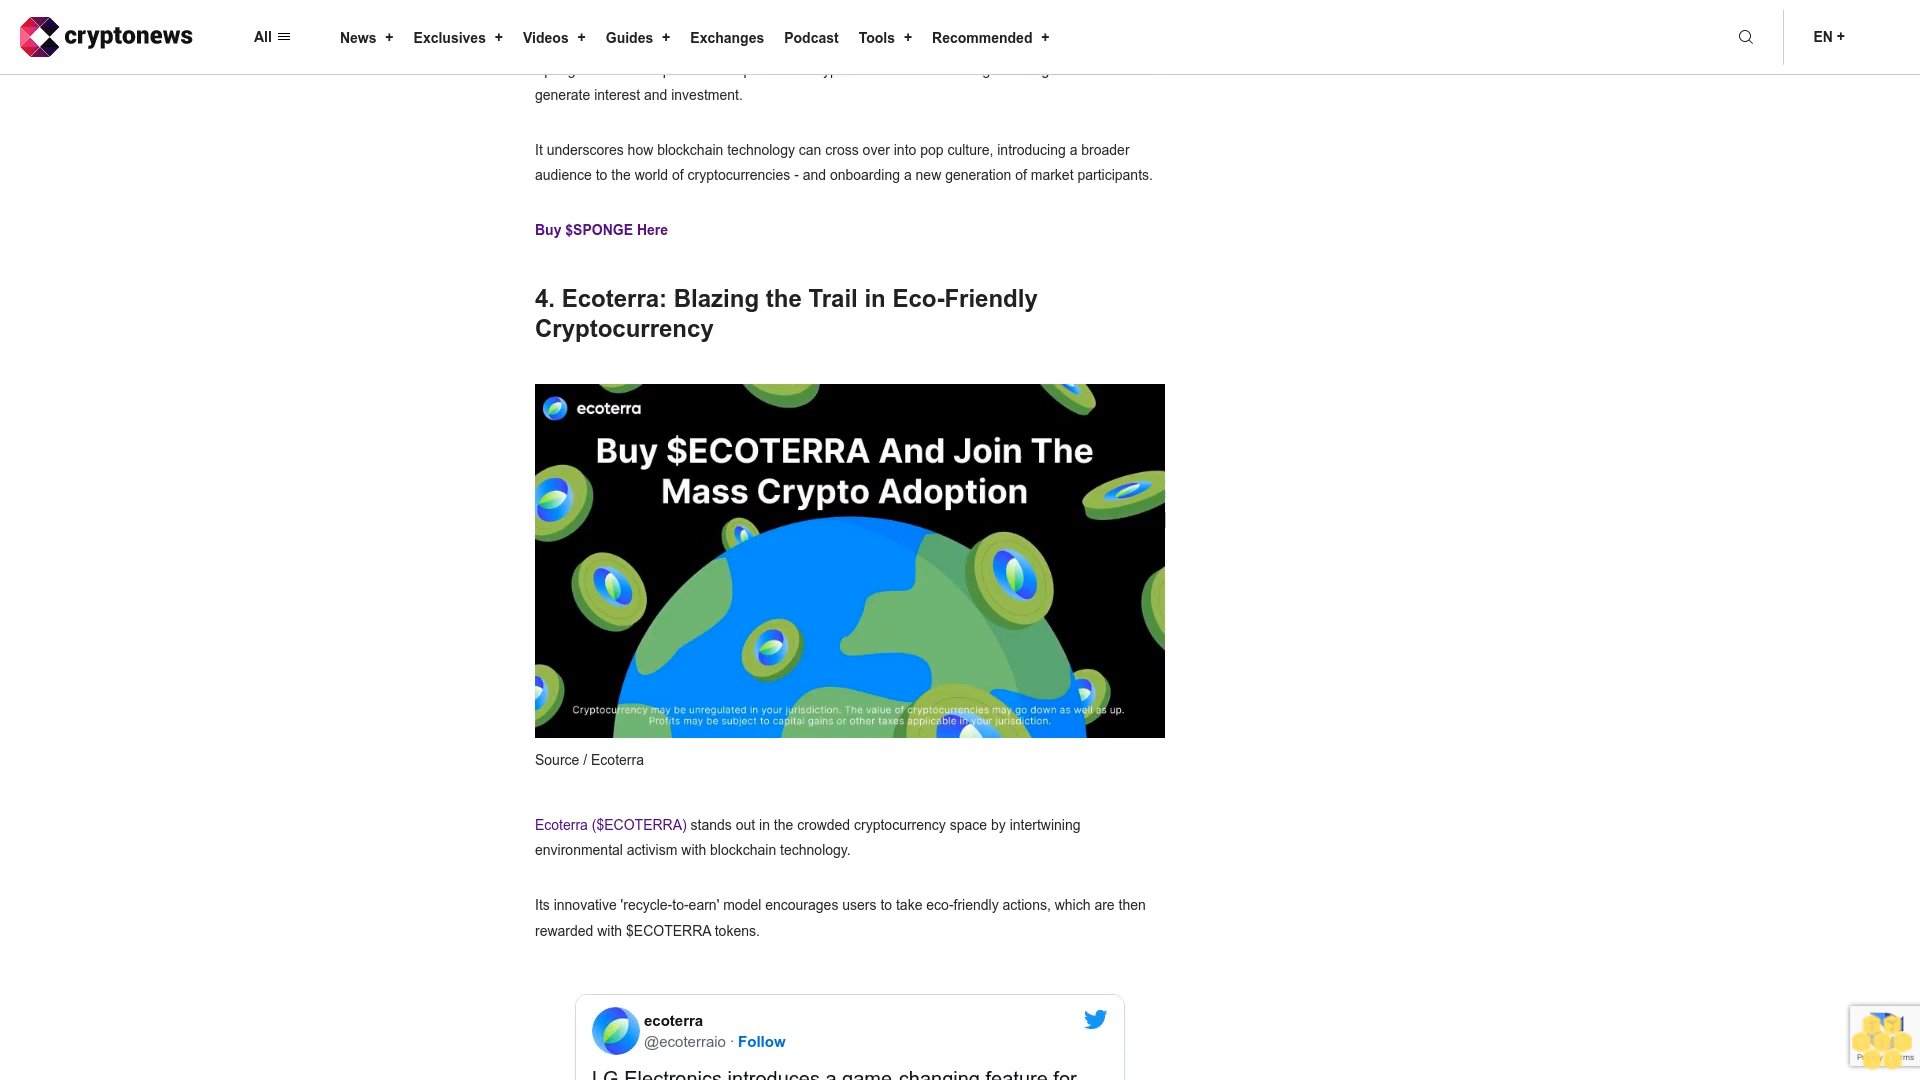 cryptonews
All
News +
Exclusives +
Videos +
Guides +
Exchanges
Podcast
Tools +
Recommended +
EN +
generate interest and investment.
It underscores how blockchain technology can cross over into pop culture, introducing a broader
audience to the world of cryptocurrencies - and onboarding a new generation of market participants.
Buy $SPONGE Here
4. Ecoterra: Blazing the Trail in Eco-Friendly
Cryptocurrency
ecoterra
Buy $ECOTERRA And Join The
Mass Crypto Adoption
Cryptocurrency may be unregulated in your jurisdiction. The value of cryptocurrencies may go down as well as up.
Profits may be subject to capital gains or other taxes applicable in your jurisdiction.
Source / Ecoterra
Ecoterra ($ECOTERRA) stands out in the crowded cryptocurrency space by intertwining
environmental activism with blockchain technology.
Its innovative 'recycle-to-earn' model encourages users to take eco-friendly actions, which are then
rewarded with $ECOTERRA tokens.
ecoterra
@ecoterraio · Follow
LG Electronics introduces a game-changing feature for